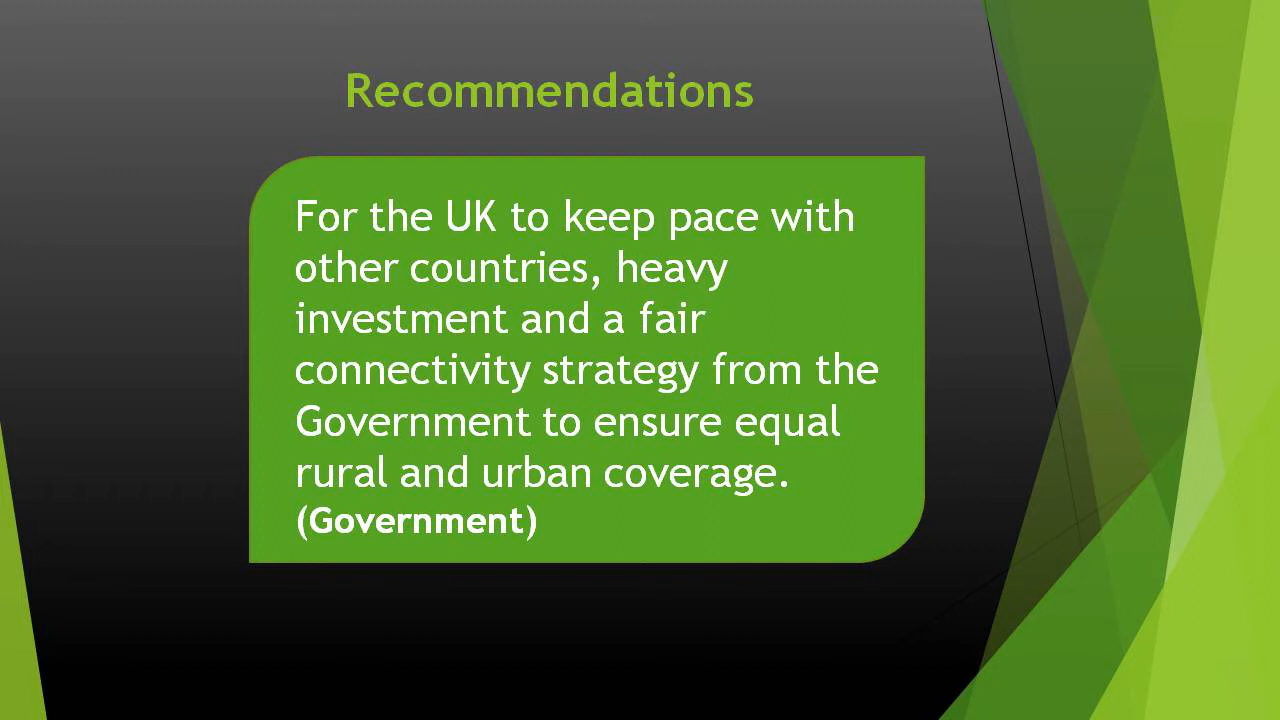 Recommendations
For the UK to keep pace with
other countries, heavy
investment and a fair
connectivity strategy from the
Government to ensure equal
rural and urban coverage.
(Government)